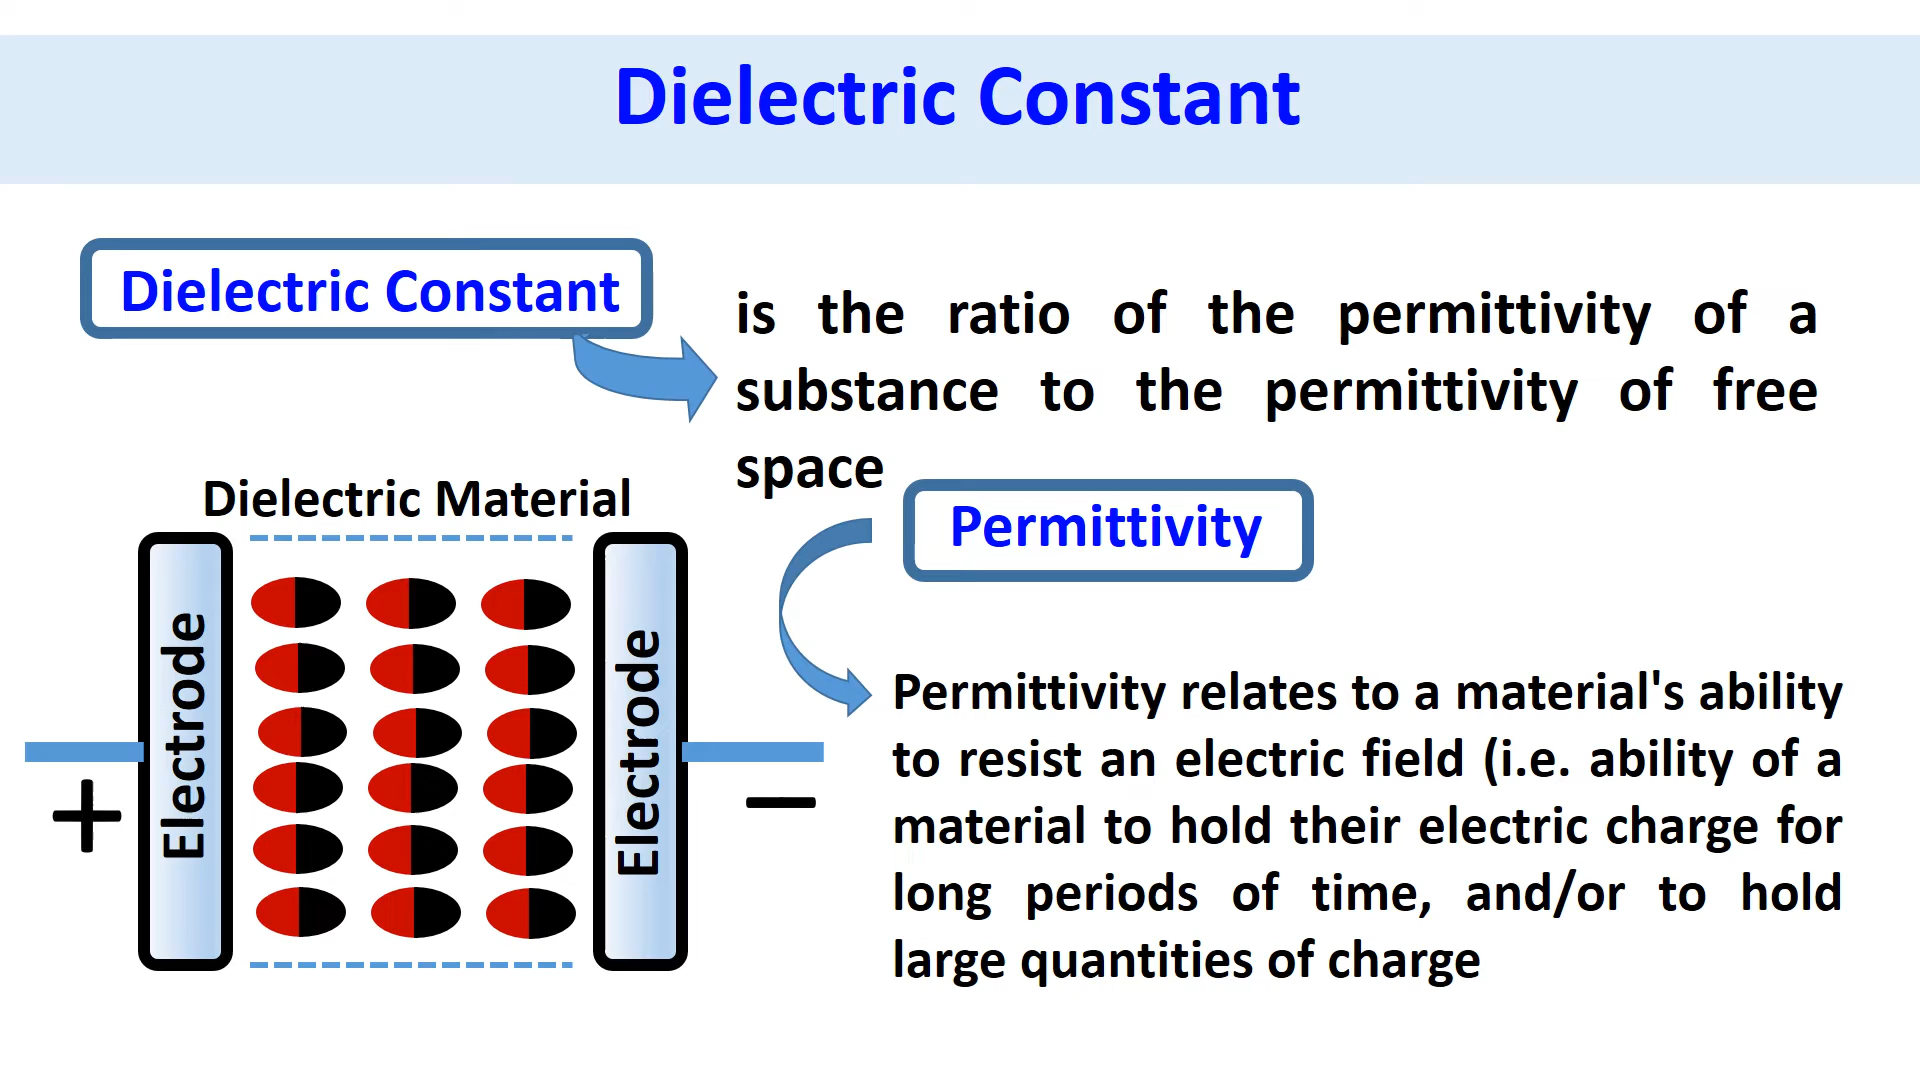 Dielectric Constant
Dielectric Constant
is the ratio of the permittivity of a
substance to the permittivity of free
space
Dielectric Material
Permittivity
Electrode
Electrode
+
−
Permittivity relates to a material's ability
to resist an electric field (i.e. ability of a
material to hold their electric charge for
long periods of time, and/or to hold
large quantities of charge